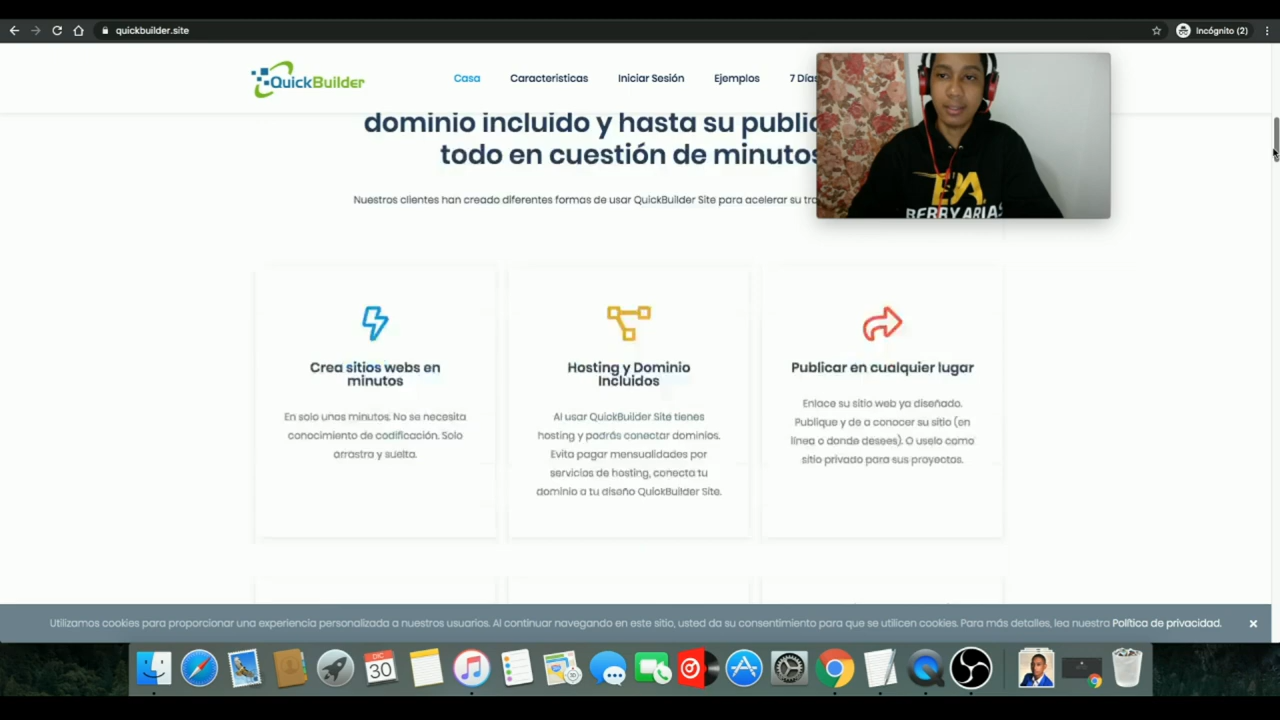 quickbuilder.site
Incógnito (2)
QuickBuilder
Casa
Caracteristicas
Iniciar Sesión
Ejemplos
7 Días
dominio incluido y hasta su
todo en cuestión de minutos
Nuestros clientes han creado diferentes formas de usar QuickBuilder Site para acelerar su
BERRY ARIAS
Crea sitios webs en
minutos
En solo unos minutos. No se necesita
conocimiento de codificación. Solo
arrastra y suelta.
Hosting y Dominio
Incluidos
Al usar QuickBuilder Site tienes
hosting y podrás conectar dominios.
Evita pagar mensualidades por
servicios de hosting, conecta tu
dominio a tu diseño QuickBuilder Site.
Publicar en cualquier lugar
Enlace su sitio web ya diseñado.
Publique y de a conocer su sitio (en
línea o donde desees). O uselo como
sitio privado para sus proyectos.
Utilizamos cookies para proporcionar una experiencia personalizada a nuestros usuarios. Al continuar navegando en este sitio, usted da su consentimiento para que se utilicen cookies. Para más detalles, lea nuestra Política de privacidad.
DIC
30